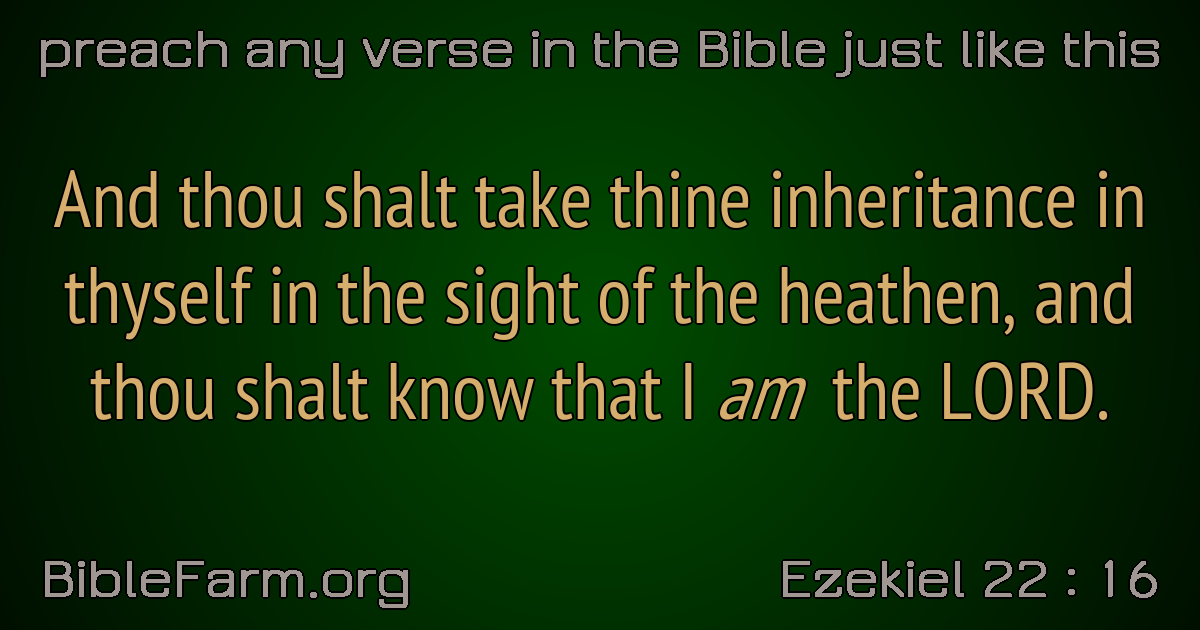 preach any verse in the Bible just like this
And thou shalt take thine inheritance in
thyself in the sight of the heathen, and
thou shalt know that I am the LORD.
BibleFarm.org
Ezekiel 22 : 16